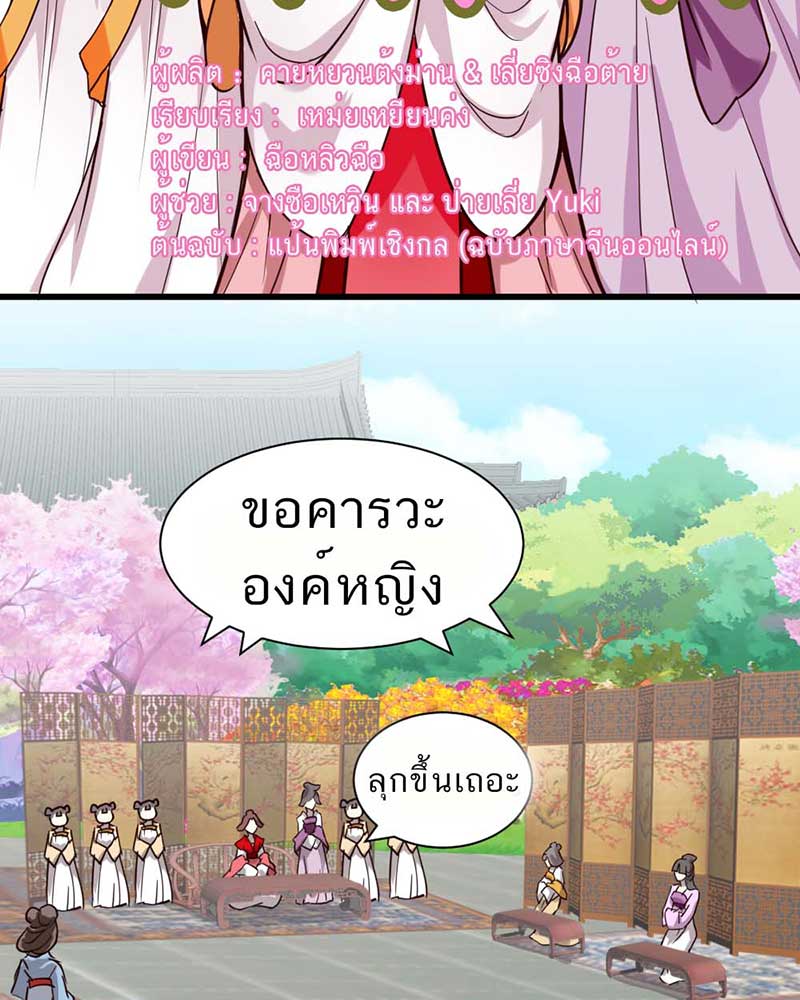 ผู้ผลิต : คายหยวนต้งม่าน & เลี่ยซิงฉือต้าย
เรียบเรียง : เหม่ยเหยียนค่ง
ผู้เขียน : ฉือหลิวฉือ
ผู้ช่วย : จางซือเหวิน และ ป่ายเลี่ย Yuki
ต้นฉบับ : แป้นพิมพ์เชิงกล (ฉบับภาษาจีนออนไลน์)
ขอคารวะ
องค์หญิง
ลุกขึ้นเถอะ